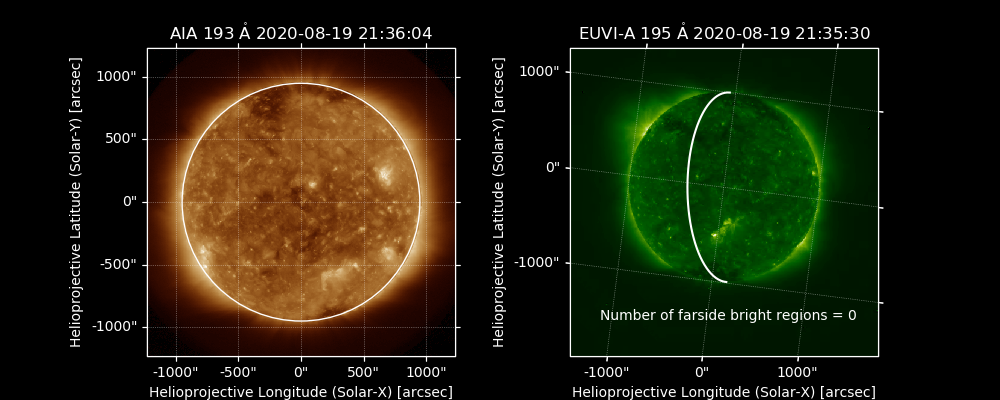 AIA 193 Å 2020-08-19 21:36:04
1000"
500"
0"
-500"
-1000"
-1000" -500" 0" 500" 1000"
Helioprojective Longitude (Solar-X) [arcsec]
Helioprojective Latitude (Solar-Y) [arcsec]
EUVI-A 195 Å 2020-08-19 21:35:30
1000"
0"
-1000"
Number of farside bright regions = 0
-1000" 0" 1000"
Helioprojective Longitude (Solar-X) [arcsec]
Helioprojective Latitude (Solar-Y) [arcsec]